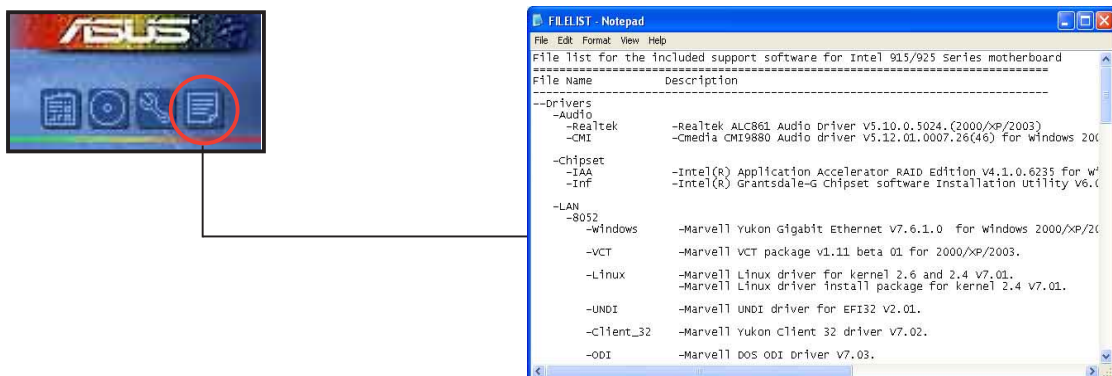 ASUS
FILELIST - Notepad
File Edit Format View Help
File list for the included support software for Intel 915/925 Series motherboard
================================================================================
File Name Description
--------------------------------------------------------------------------------
--Drivers
-Audio
-Realtek -Realtek ALC861 Audio driver V5.10.0.5024.(2000/XP/2003)
-CMI -Cmedia CMI9880 Audio driver V5.12.01.0007.26(46) for Windows 200
-Chipset
-IAA -Intel(R) Application Accelerator RAID Edition V4.1.0.6235 for W
-Inf -Intel(R) Grantsdale-G Chipset software Installation Utility V6.0
-LAN
-8052
-Windows -Marvell Yukon Gigabit Ethernet V7.6.1.0 for Windows 2000/XP/20
-VCT -Marvell VCT package v1.11 beta 01 for 2000/XP/2003.
-Linux -Marvell Linux driver for kernel 2.6 and 2.4 V7.01.
-Marvell Linux driver install package for kernel 2.4 V7.01.
-UNDI -Marvell UNDI driver for EFI32 V2.01.
-Client_32 -Marvell Yukon Client 32 driver V7.02.
-ODI -Marvell DOS ODI Driver V7.03.